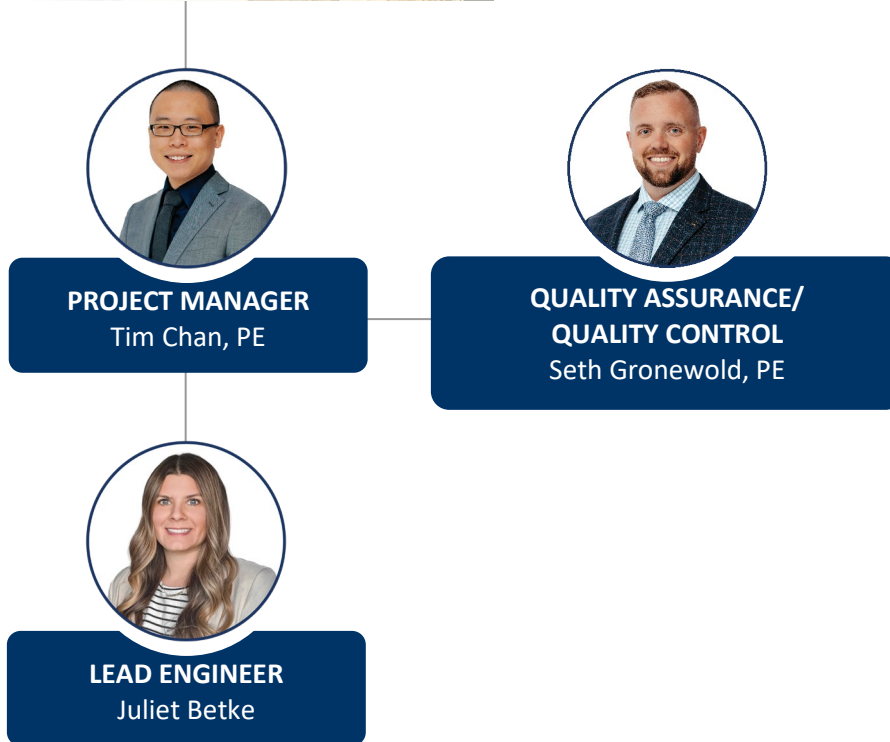 PROJECT MANAGER
Tim Chan, PE
QUALITY ASSURANCE/
QUALITY CONTROL
Seth Gronewold, PE
LEAD ENGINEER
Juliet Betke